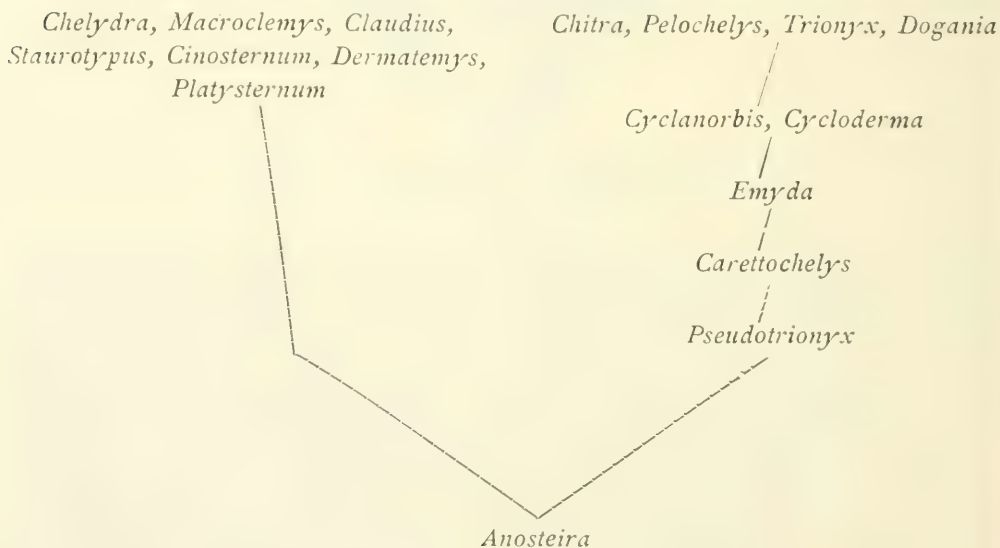 Chelydra, Macroclemys, Claudius,
Staurotypus, Cinosternum, Dermatemys,
Platysternum
Chitra, Pelochelys, Trionyx, Dogania
Cyclanorbis, Cycloderma
Emyda
Carettochelys
Pseudotrionyx
Anosteira